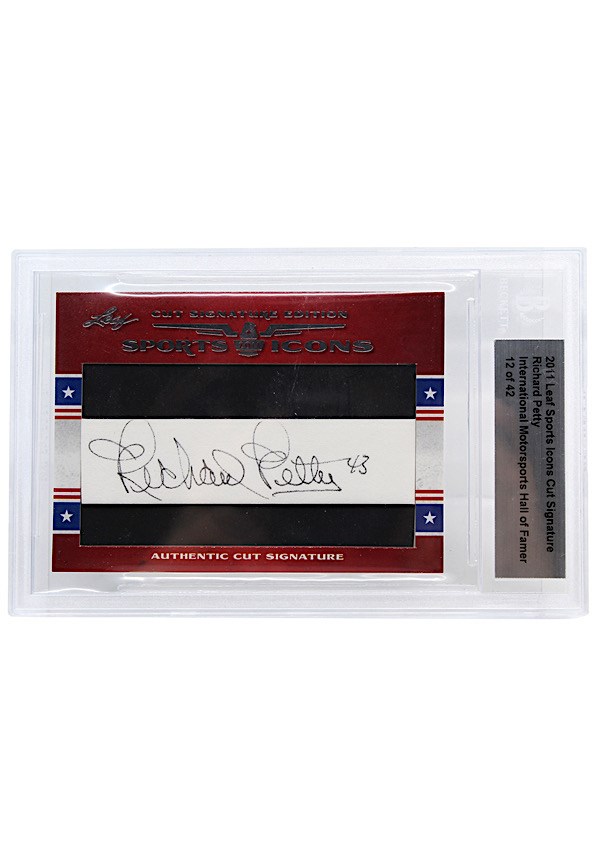 Leaf
CUT SIGNATURE EDITION
SPORTS ICONS
Richard Petty 43
AUTHENTIC CUT SIGNATURE
2011 Leaf Sports Icons Cut Signature
Richard Petty
International Motorsports Hall of Famer
12 of 42